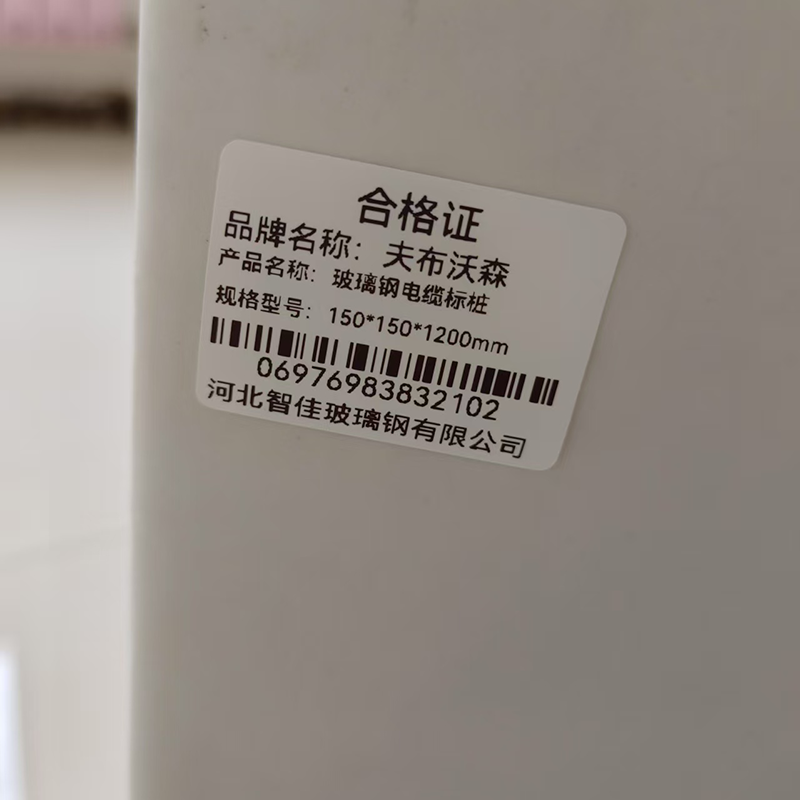 合格证
品牌名称：夫布沃森
产品名称：玻璃钢电缆标桩
规格型号：150*150*1200mm
06976983832102
河北智佳玻璃钢有限公司